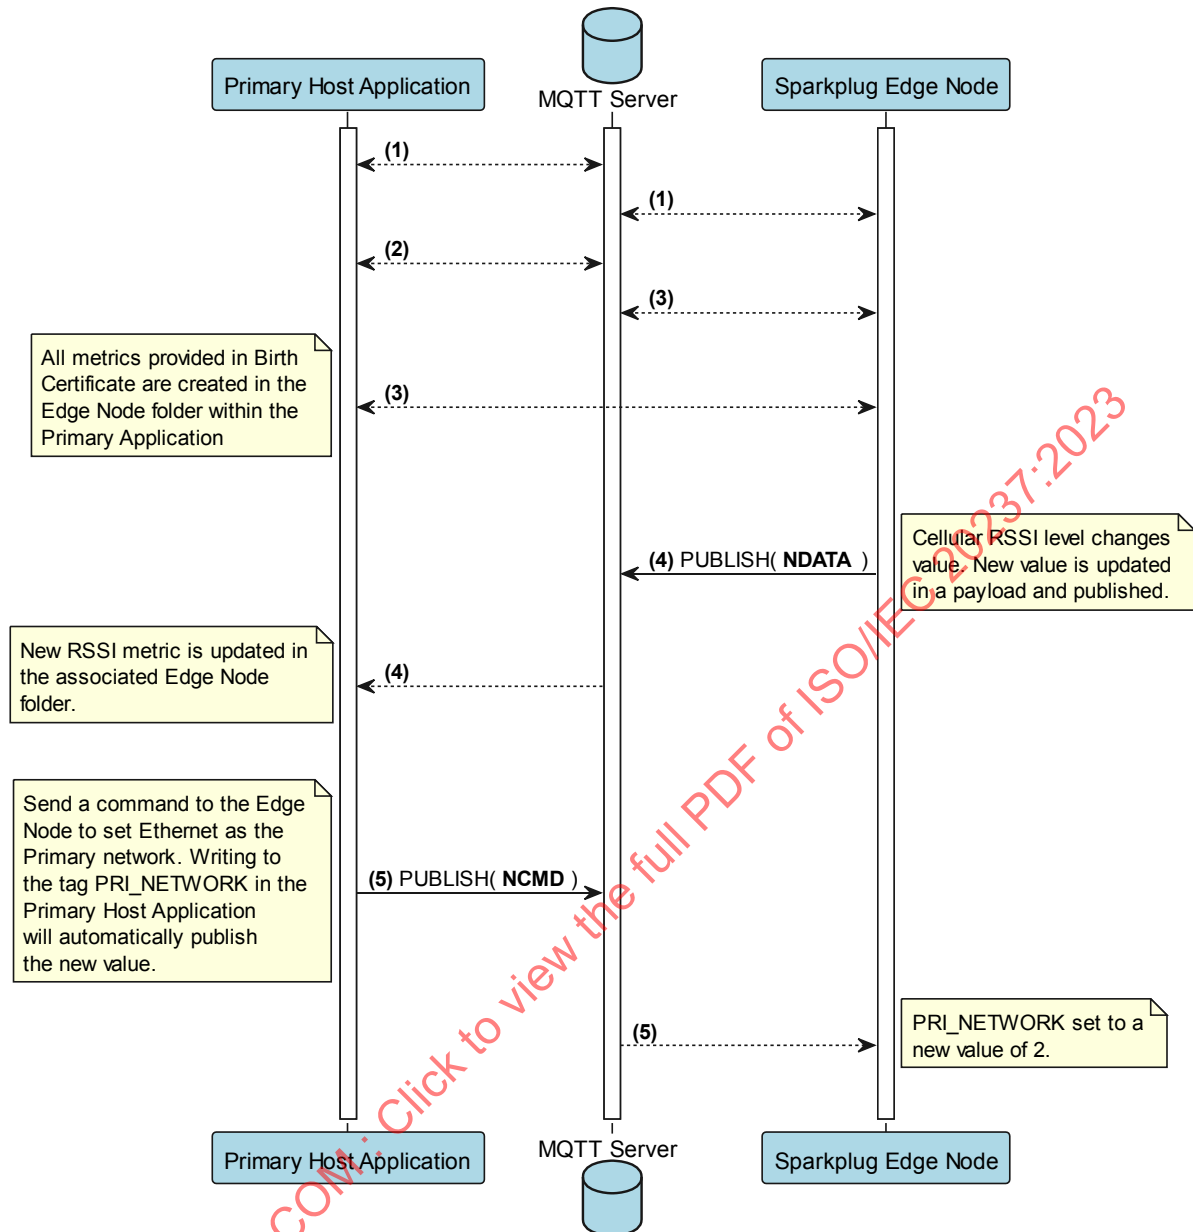 Primary Host Application
MQTT Server
Sparkplug Edge Node
(1)
(1)
(2)
(3)
All metrics provided in Birth
Certificate are created in the
Edge Node folder within the
Primary Application
(3)
Cellular RSSI level changes
value. New value is updated
in a payload and published.
(4) PUBLISH( NDATA )
New RSSI metric is updated in
the associated Edge Node
folder.
(4)
Send a command to the Edge
Node to set Ethernet as the
Primary network. Writing to
the tag PRI_NETWORK in the
Primary Host Application
will automatically publish
the new value.
(5) PUBLISH( NCMD )
(5)
PRI_NETWORK set to a
new value of 2.
Primary Host Application
MQTT Server
Sparkplug Edge Node
COM : Click to view the full PDF of ISO/IEC 20237:2023